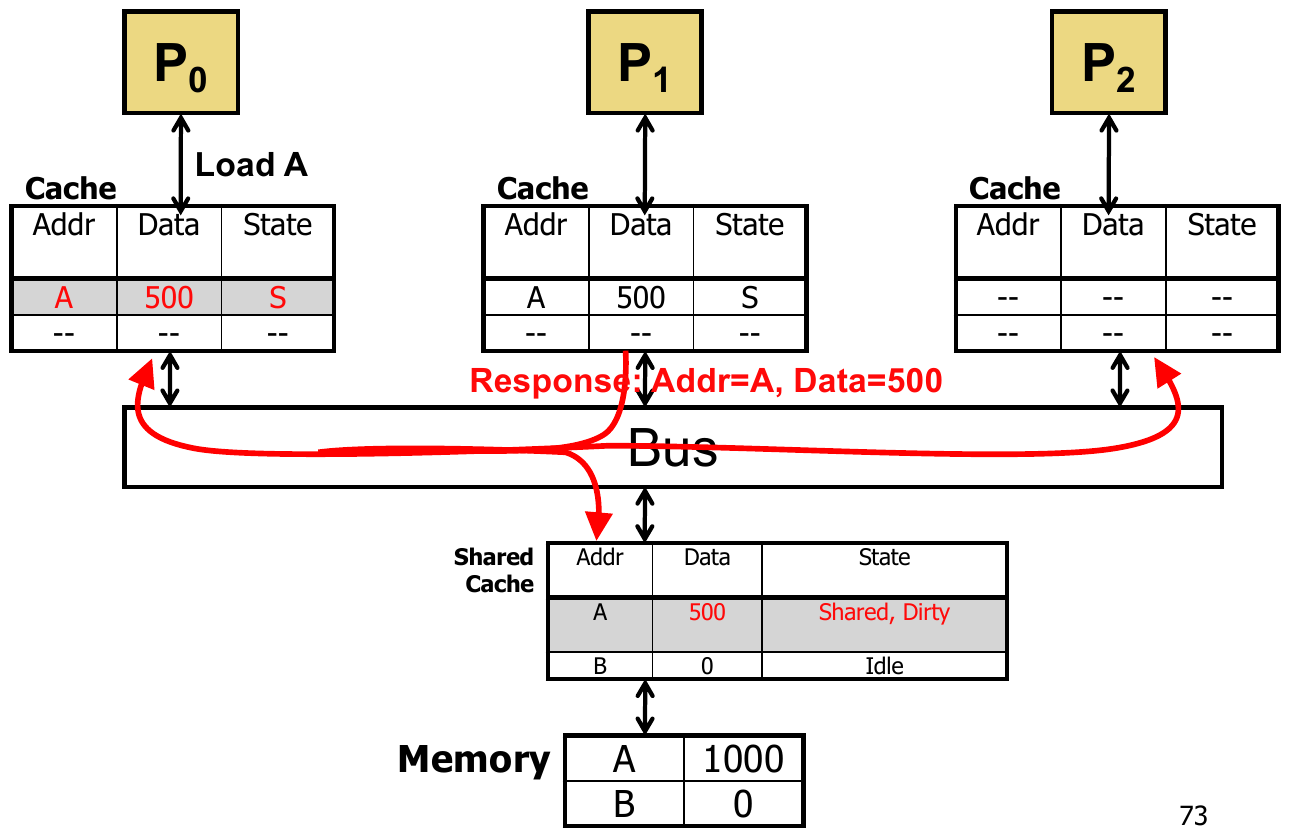 P0 P1 P2
Load A
Cache Cache Cache
Addr Data State Addr Data State Addr Data State
A 500 S A 500 S -- -- --
-- -- -- -- -- -- -- -- --
Response: Addr=A, Data=500
Bus
Shared Cache
Addr Data State
A 500 Shared, Dirty
B 0 Idle
Memory
A 1000
B 0
73